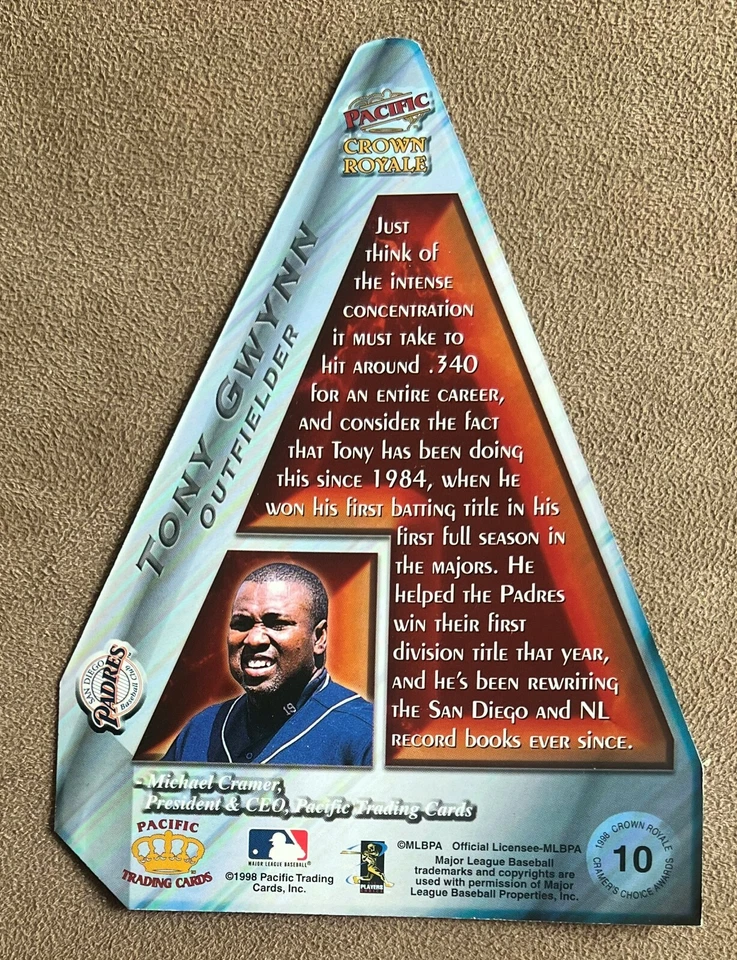 PACIFIC
CROWN
ROYALE
TONY GWYNN
OUTFIELDER
Just
think of
the intense
concentration
it must take to
hit around .340
for an entire career,
and consider the fact
that Tony has been doing
this since 1984, when he
won his first batting title in his
first full season in
the majors. He
helped the Padres
win their first
division title that year,
and he's been rewriting
the San Diego and NL
record books ever since.
19
SAN DIEGO
PADRES
Baseball Club
- Michael Cramer,
President & CEO, Pacific Trading Cards
PACIFIC
TRADING CARDS
MAJOR LEAGUE BASEBALL
©1998 Pacific Trading
Cards, Inc.
PLAYERS
©MLBPA Official Licensee-MLBPA
Major League Baseball
trademarks and copyrights are
used with permission of Major
League Baseball Properties, Inc.
1998 CROWN ROYALE
10
CRAMER'S CHOICE AWARDS